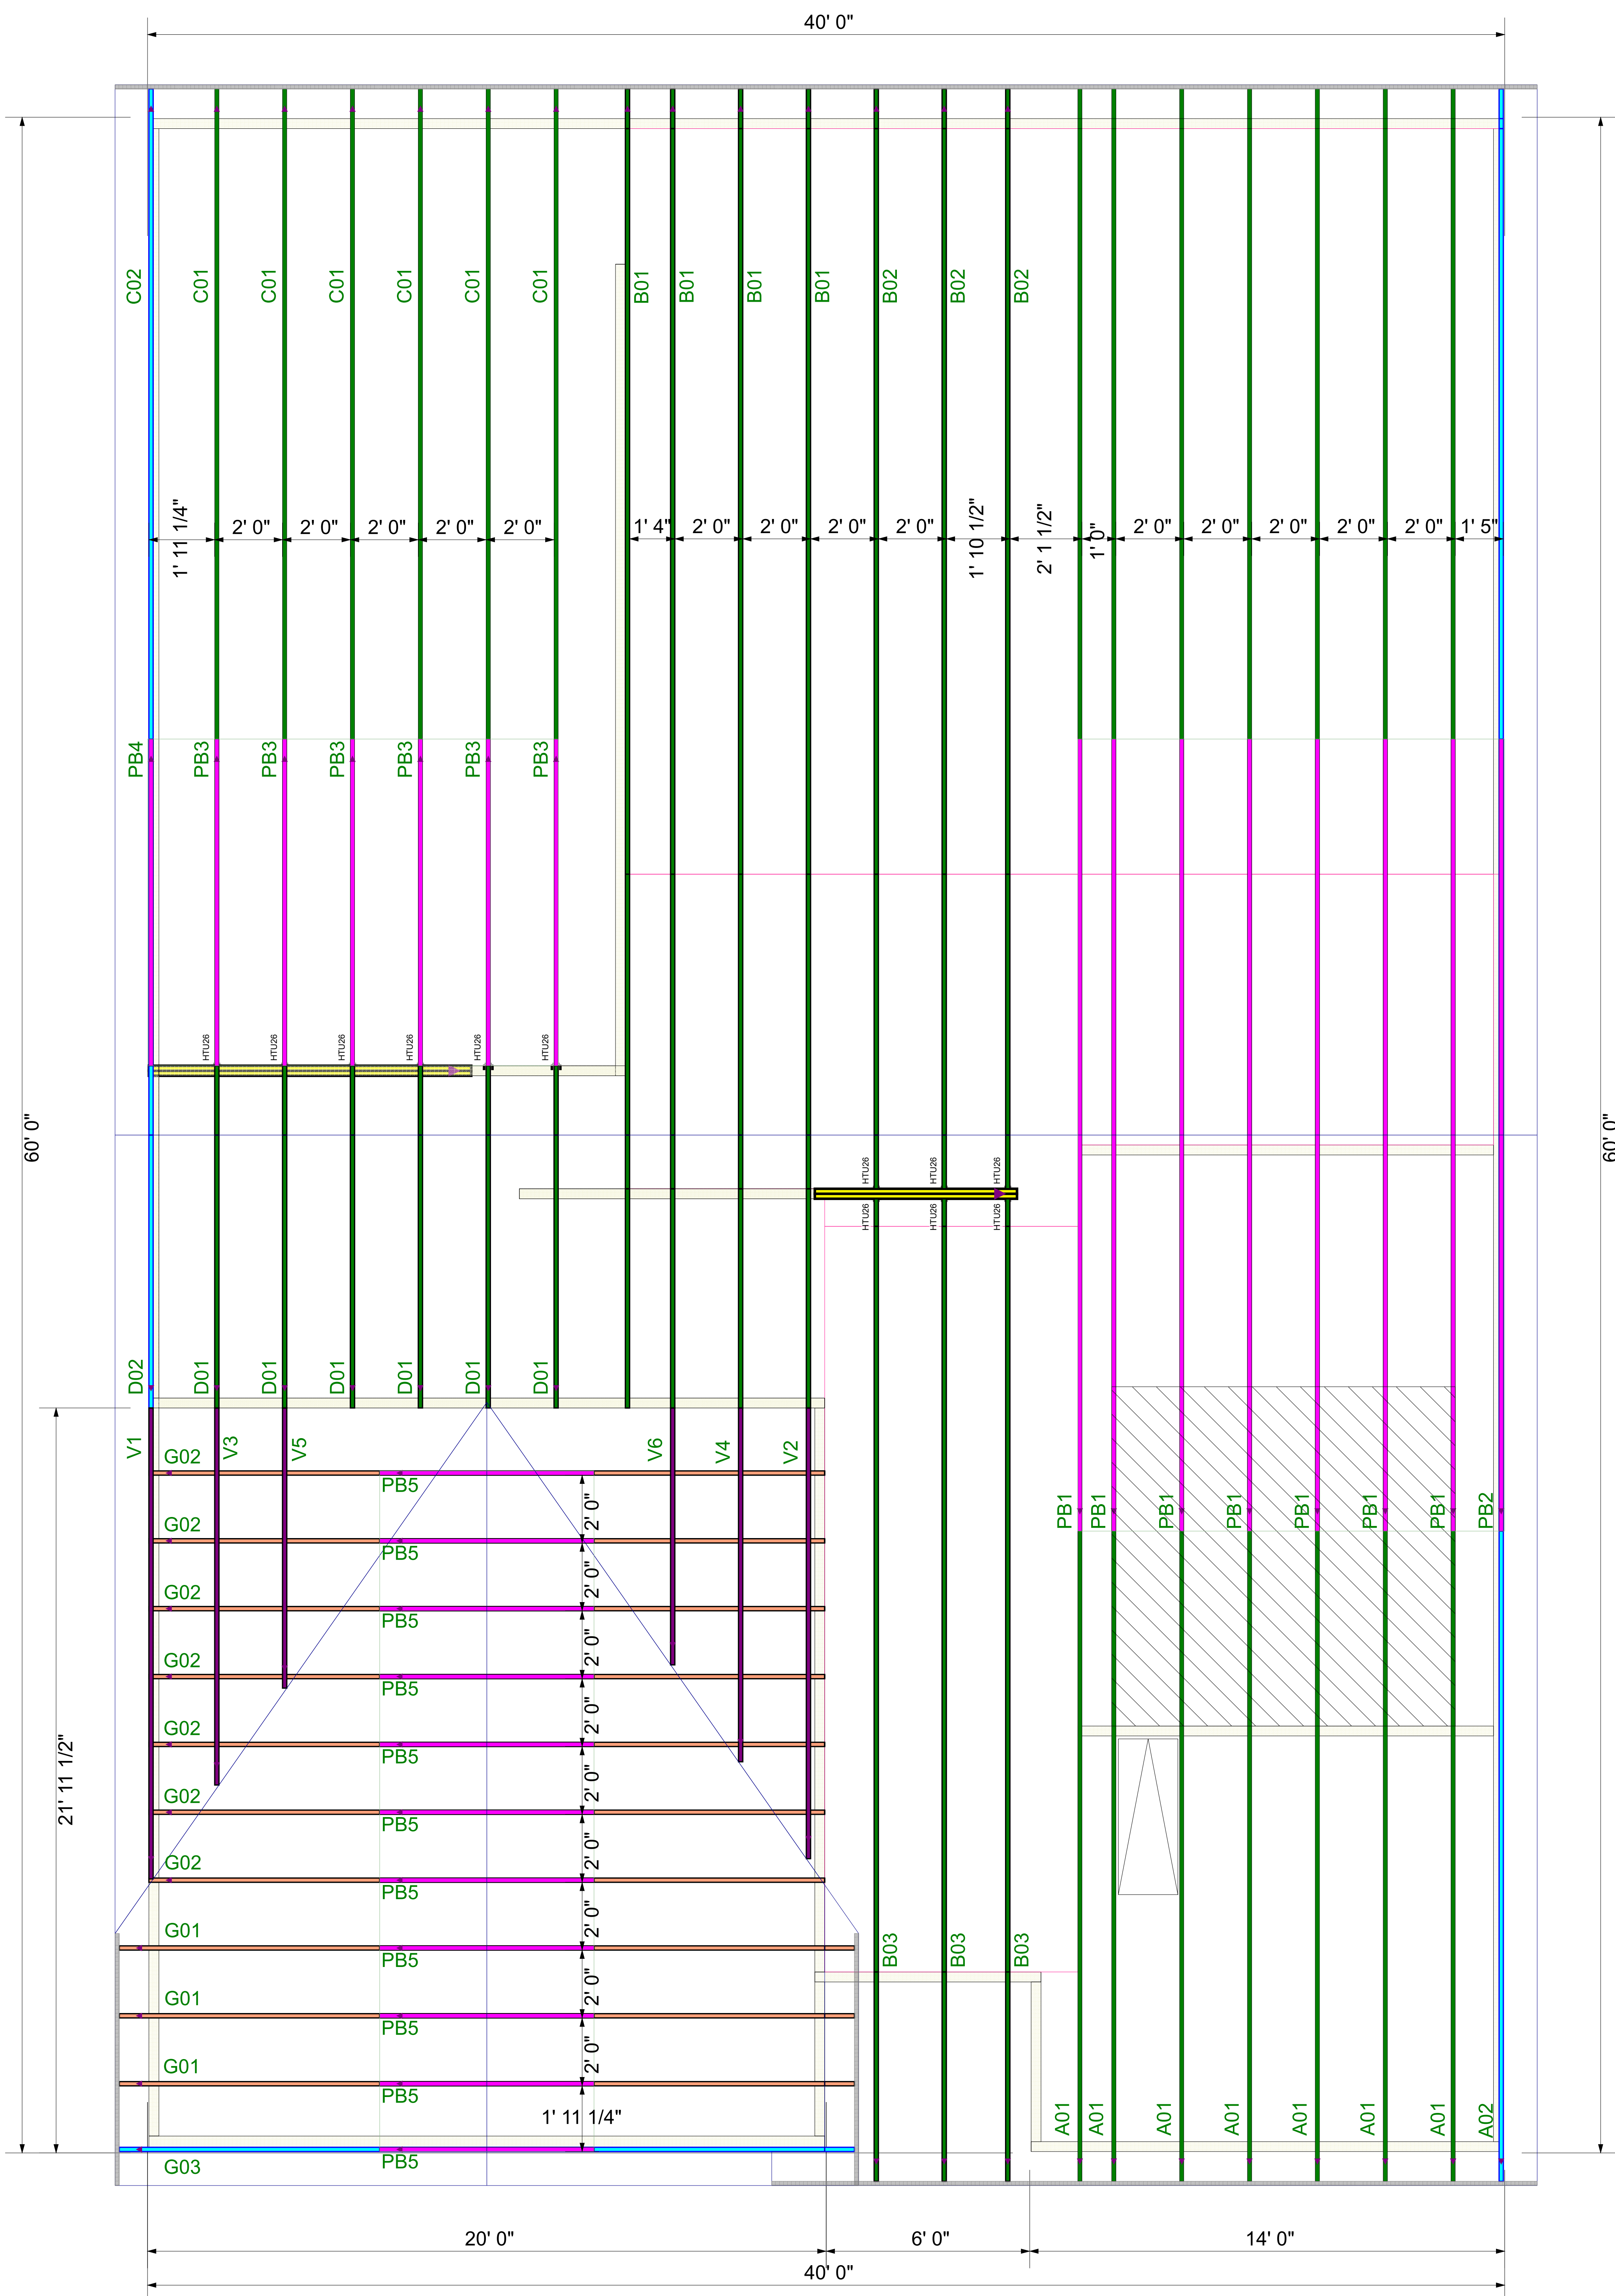 40' 0"
C02
C01
C01
C01
C01
C01
C01
B01
B01
B01
B01
B02
B02
B02
1' 11 1/4"
2' 0"
2' 0"
2' 0"
2' 0"
2' 0"
1' 4"
2' 0"
2' 0"
2' 0"
2' 0"
1' 10 1/2"
2' 1 1/2"
1' 0"
2' 0"
2' 0"
2' 0"
2' 0"
2' 0"
1' 5"
PB4
PB3
PB3
PB3
PB3
PB3
PB3
HTU26
HTU26
HTU26
HTU26
HTU26
HTU26
60' 0"
60' 0"
HTU26
HTU26
HTU26
HTU26
HTU26
HTU26
D02
D01
D01
D01
D01
D01
D01
V1
V3
V5
V6
V4
V2
G02
PB5
2' 0"
G02
PB5
2' 0"
G02
PB5
2' 0"
G02
PB5
2' 0"
G02
PB5
2' 0"
G02
PB5
2' 0"
G02
PB5
2' 0"
G01
PB5
2' 0"
G01
PB5
2' 0"
G01
PB5
1' 11 1/4"
G03
PB5
21' 11 1/2"
PB1
PB1
PB1
PB1
PB1
PB1
PB1
PB2
B03
B03
B03
A01
A01
A01
A01
A01
A01
A01
A02
20' 0"
6' 0"
14' 0"
40' 0"